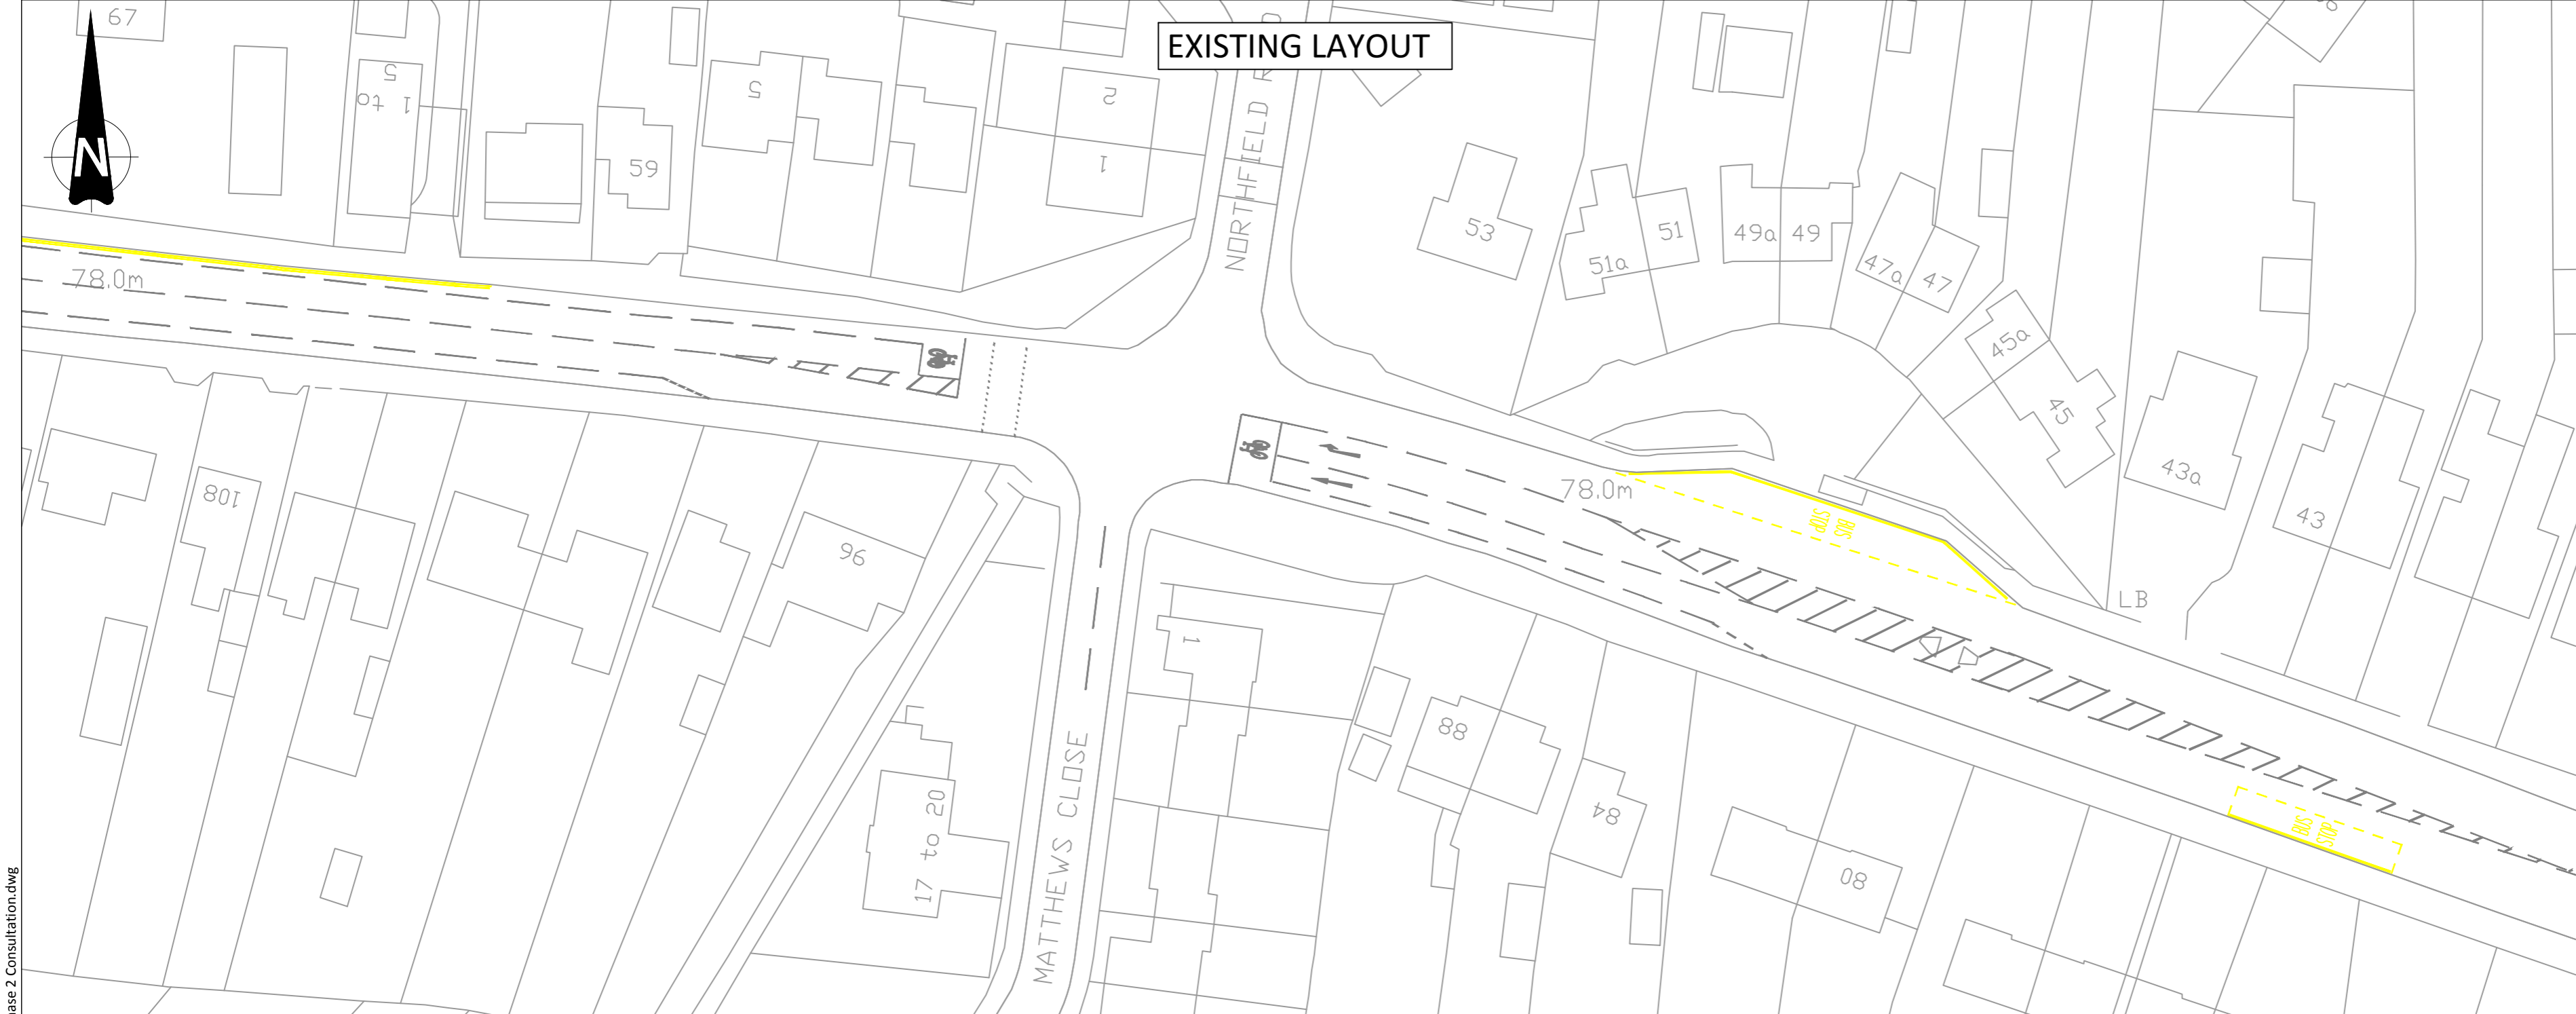 EXISTING LAYOUT
67
1 to 5
59
5
2
1
NORTHFIELD
53
51a
51
49a
49
47a
47
45a
45
43a
43
N
78.0m
78.0m
BUS
STOP
LB
108
96
1
88
84
80
17 to 20
MATTHEWS CLOSE
BUS
STOP
ase 2 Consultation.dwg